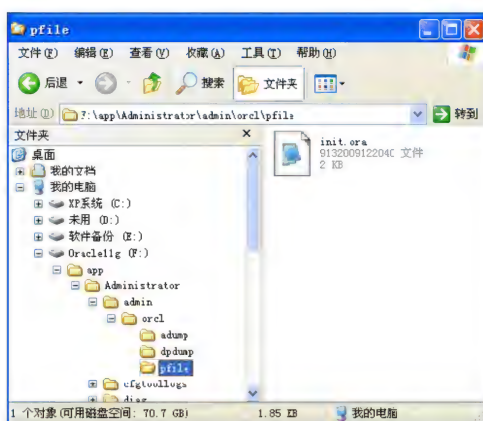 pfile
文件(F) 编辑(E) 查看(V) 收藏(A) 工具(T) 帮助(H)
后退 搜索 文件夹
地址(D) F:\app\Administrator\admin\orcl\pfile 转到
文件夹
桌面
我的文档
我的电脑
XP系统 (C:)
未用 (D:)
软件备份 (E:)
Oracle11g (F:)
app
Administrator
admin
orcl
adump
dpdump
pfile
cfgtoollogs
diag
init.ora
913200912204C 文件
2 KB
1 个对象(可用磁盘空间: 70.7 GB) 1.85 KB 我的电脑